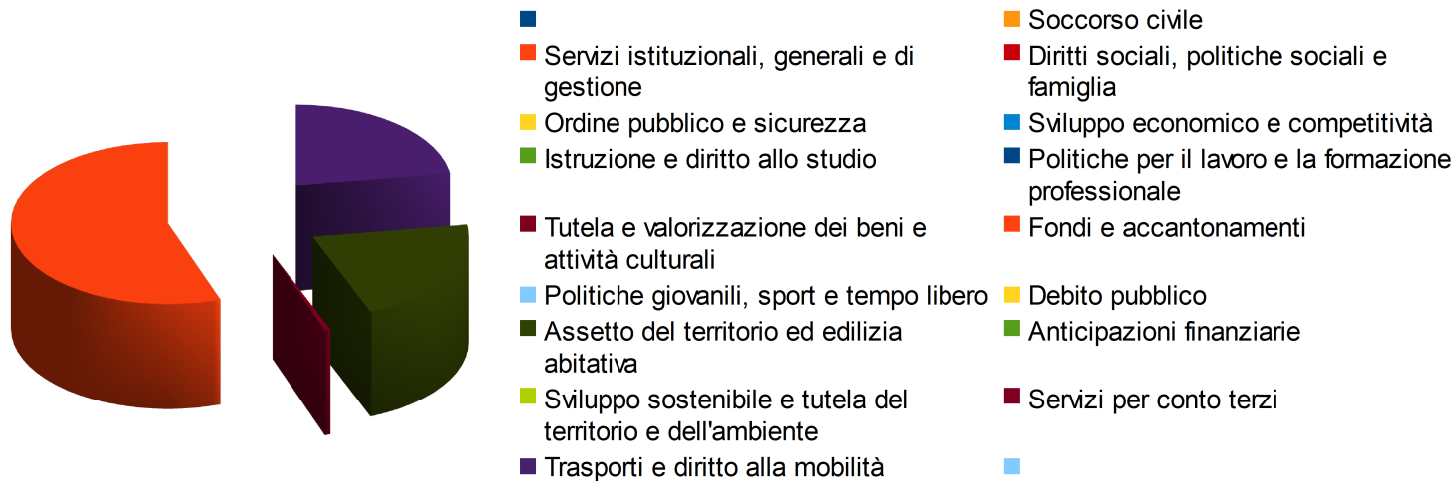 Servizi istituzionali, generali e di
gestione
Ordine pubblico e sicurezza
Istruzione e diritto allo studio
Tutela e valorizzazione dei beni e
attività culturali
Politiche giovanili, sport e tempo libero
Assetto del territorio ed edilizia
abitativa
Sviluppo sostenibile e tutela del
territorio e dell'ambiente
Trasporti e diritto alla mobilità
Soccorso civile
Diritti sociali, politiche sociali e
famiglia
Sviluppo economico e competitività
Politiche per il lavoro e la formazione
professionale
Fondi e accantonamenti
Debito pubblico
Anticipazioni finanziarie
Servizi per conto terzi